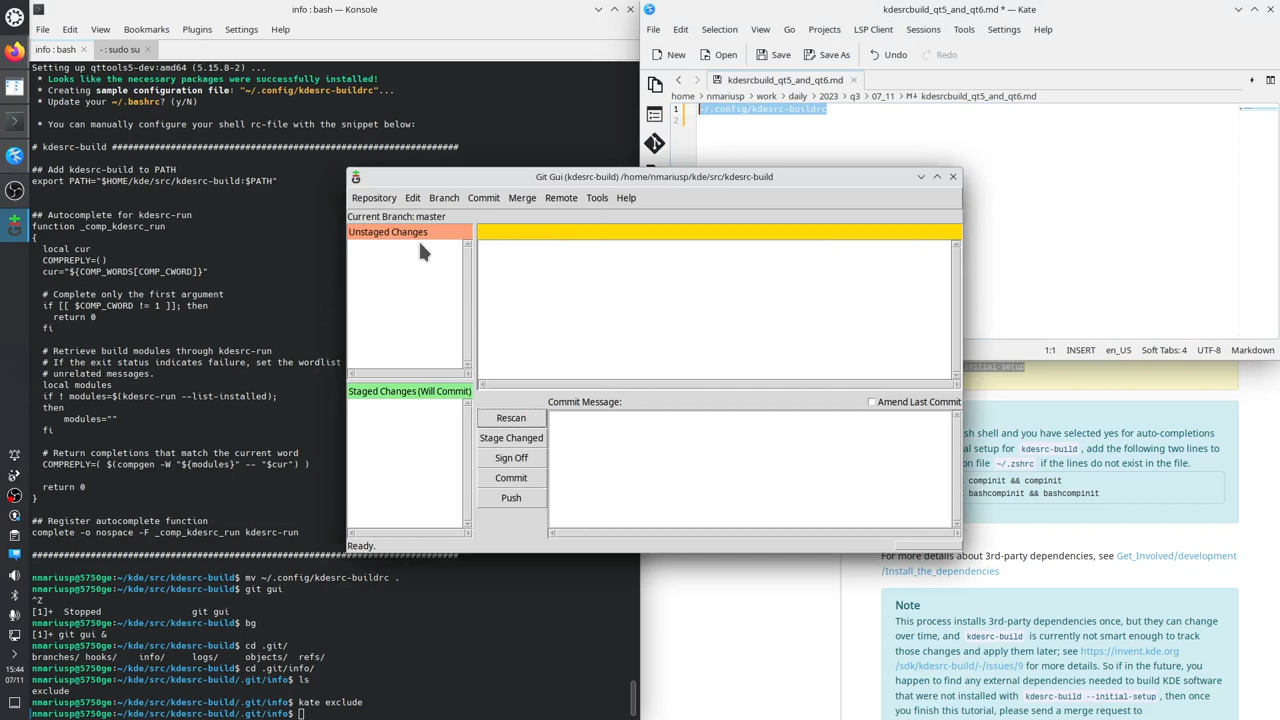 info : bash — Konsole
File Edit View Bookmarks Plugins Settings Help
info : bash
- : sudo su
Setting up qttools5-dev:amd64 (5.15.8-2) ...
* Looks like the necessary packages were successfully installed!
* Creating sample configuration file: "~/.config/kdesrc-buildrc"...
* Update your ~/.bashrc? (y/N)
* You can manually configure your shell rc-file with the snippet below:
# kdesrc-build ################################################################
## Add kdesrc-build to PATH
export PATH="$HOME/kde/src/kdesrc-build:$PATH"
## Autocomplete for kdesrc-run
function _comp_kdesrc_run
{
local cur
COMPREPLY=()
cur="${COMP_WORDS[COMP_CWORD]}"
# Complete only the first argument
if [[ $COMP_CWORD != 1 ]]; then
return 0
fi
# Retrieve build modules through kdesrc-run
# If the exit status indicates failure, set the wordlist
# unrelated messages.
local modules
if ! modules=$(kdesrc-run --list-installed);
then
modules=""
fi
# Return completions that match the current word
COMPREPLY=( $(compgen -W "${modules}" -- "$cur") )
return 0
}
## Register autocomplete function
complete -o nospace -F _comp_kdesrc_run kdesrc-run
################################################################################
nmariusp@5750ge:~/kde/src/kdesrc-build$ mv ~/.config/kdesrc-buildrc .
nmariusp@5750ge:~/kde/src/kdesrc-build$ git gui
^Z
[1]+ Stopped git gui
nmariusp@5750ge:~/kde/src/kdesrc-build$ bg
[1]+ git gui &
nmariusp@5750ge:~/kde/src/kdesrc-build$ cd .git/
branches/ hooks/ info/ logs/ objects/ refs/
nmariusp@5750ge:~/kde/src/kdesrc-build$ cd .git/info/
nmariusp@5750ge:~/kde/src/kdesrc-build/.git/info$ ls
exclude
nmariusp@5750ge:~/kde/src/kdesrc-build/.git/info$ kate exclude
nmariusp@5750ge:~/kde/src/kdesrc-build/.git/info$
15:44
07/11
kdesrcbuild_qt5_and_qt6.md * — Kate
File Edit Selection View Go Projects LSP Client Sessions Tools Settings Help
New Open Save Save As Undo Redo
kdesrcbuild_qt5_and_qt6.md
home > nmariusp > work > daily > 2023 > q3 > 07_11 > kdesrcbuild_qt5_and_qt6.md
1 ~/.config/kdesrc-buildrc
2
1:1 INSERT en_US Soft Tabs: 4 UTF-8 Markdown
Git Gui (kdesrc-build) /home/nmariusp/kde/src/kdesrc-build
Repository Edit Branch Commit Merge Remote Tools Help
Current Branch: master
Unstaged Changes
Staged Changes (Will Commit)
Commit Message:
Amend Last Commit
Rescan
Stage Changed
Sign Off
Commit
Push
Ready.
initial-setup
sh shell and you have selected yes for auto-completions
tial setup for kdesrc-build, add the following two lines
on file ~/.zshrc if the lines do not exist in the file.
compinit && compinit
bashcompinit && bashcompinit
For more details about 3rd-party dependencies, see Get_Involved/development
/Install_the_dependencies
Note
This process installs 3rd-party dependencies once, but they can change
over time, and kdesrc-build is currently not smart enough to track
those changes and apply them later; see https://invent.kde.org
/sdk/kdesrc-build/-/issues/9 for more details. So if in the future, you
happen to find any external dependencies needed to build KDE software
that were not installed with kdesrc-build --initial-setup, then once
you finish this tutorial, please send a merge request to